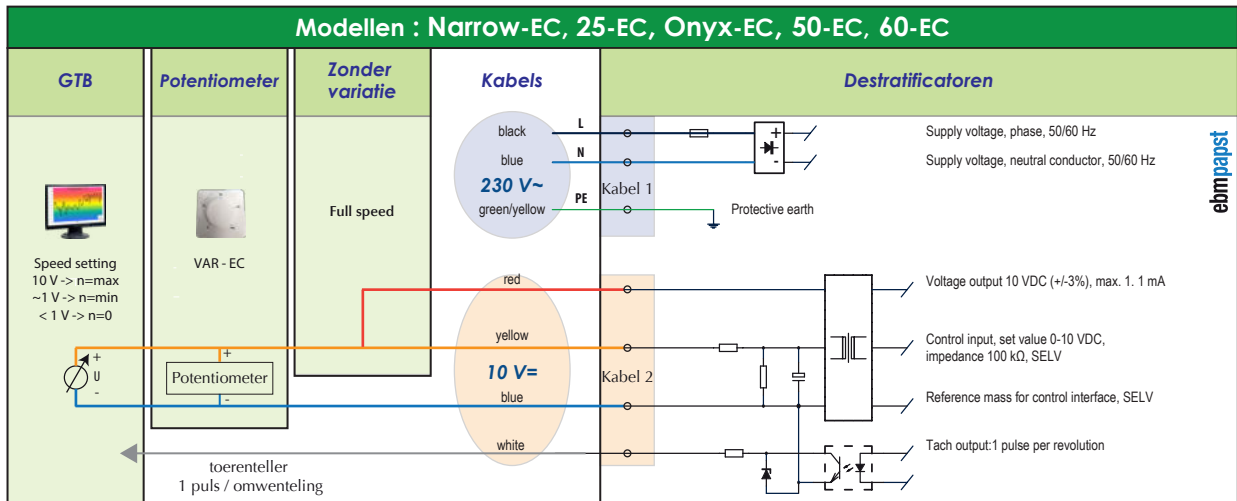 Modellen : Narrow-EC, 25-EC, Onyx-EC, 50-EC, 60-EC
GTB
Potentiometer
Zonder
variatie
Kabels
Destratificatoren
black
L
Supply voltage, phase, 50/60 Hz
blue
N
Supply voltage, neutral conductor, 50/60 Hz
230 V~
Kabel 1
green/yellow
PE
Protective earth
+
-
ebmpapst
Full speed
VAR - EC
Speed setting
10 V -> n=max
~1 V -> n=min
< 1 V -> n=0
red
Voltage output 10 VDC (+/-3%), max. 1. 1 mA
yellow
Control input, set value 0-10 VDC,
impedance 100 kΩ, SELV
+
U
-
+
Potentiometer
-
10 V=
Kabel 2
blue
Reference mass for control interface, SELV
white
Tach output:1 pulse per revolution
toerenteller
1 puls / omwenteling